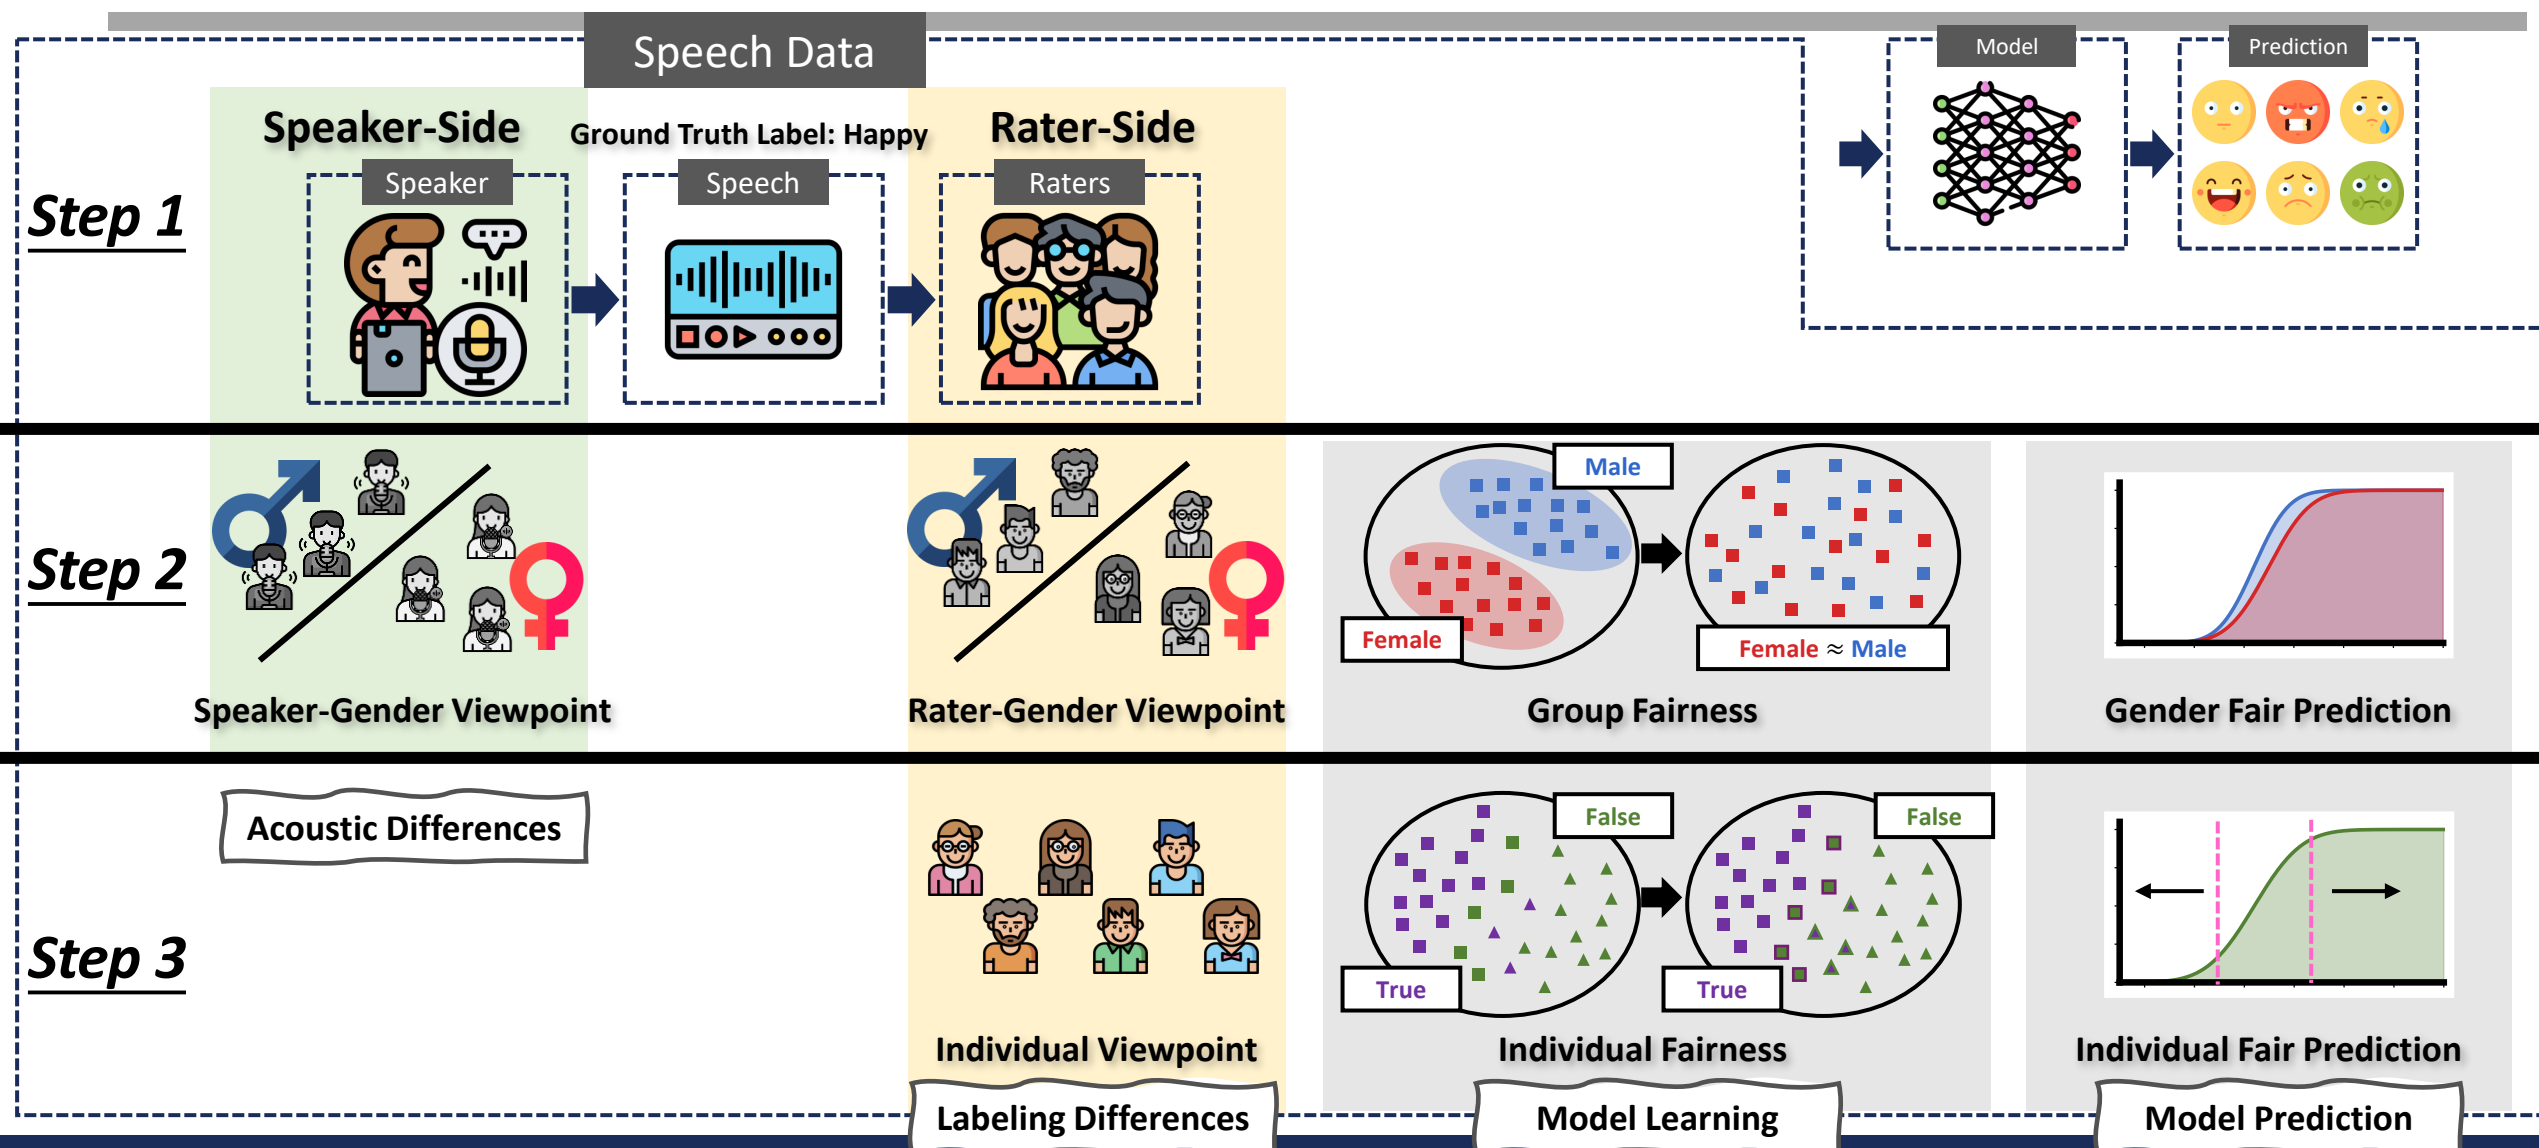 Speech Data
Model
Prediction
Speaker-Side
Ground Truth Label: Happy
Rater-Side
Speaker
Speech
Raters
Step 1
Step 2
Male
Female
Female ≈ Male
Speaker-Gender Viewpoint
Rater-Gender Viewpoint
Group Fairness
Gender Fair Prediction
Acoustic Differences
Step 3
False
False
True
True
Individual Viewpoint
Individual Fairness
Individual Fair Prediction
Labeling Differences
Model Learning
Model Prediction